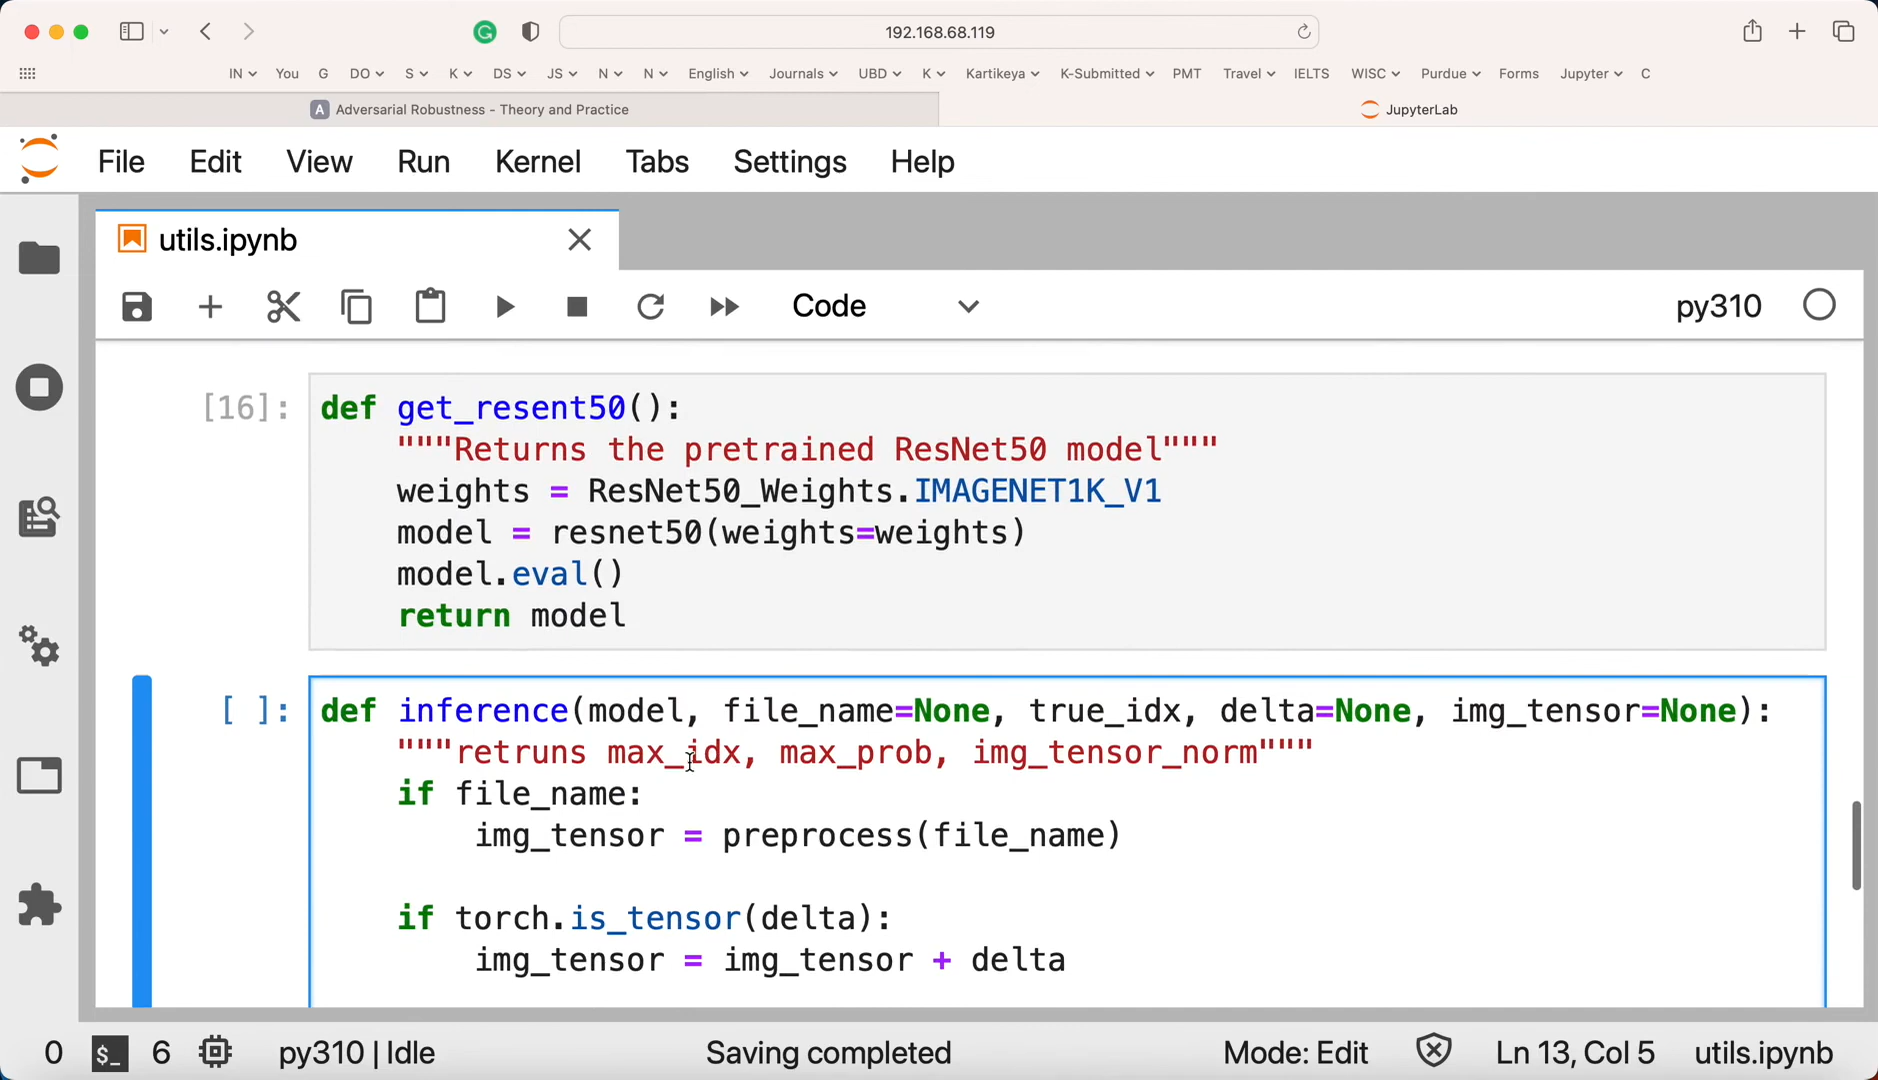 192.168.68.119
IN You G DO S K DS JS N N English Journals UBD K Kartikeya K-Submitted PMT Travel IELTS WISC Purdue Forms Jupyter C
A Adversarial Robustness - Theory and Practice
JupyterLab
File Edit View Run Kernel Tabs Settings Help
utils.ipynb
Code
py310
[16]:
def get_resent50():
"""Returns the pretrained ResNet50 model"""
weights = ResNet50_Weights.IMAGENET1K_V1
model = resnet50(weights=weights)
model.eval()
return model
[ ]:
def inference(model, file_name=None, true_idx, delta=None, img_tensor=None):
"""retruns max_idx, max_prob, img_tensor_norm"""
if file_name:
img_tensor = preprocess(file_name)
if torch.is_tensor(delta):
img_tensor = img_tensor + delta
0 $_ 6 py310 | Idle Saving completed Mode: Edit Ln 13, Col 5 utils.ipynb